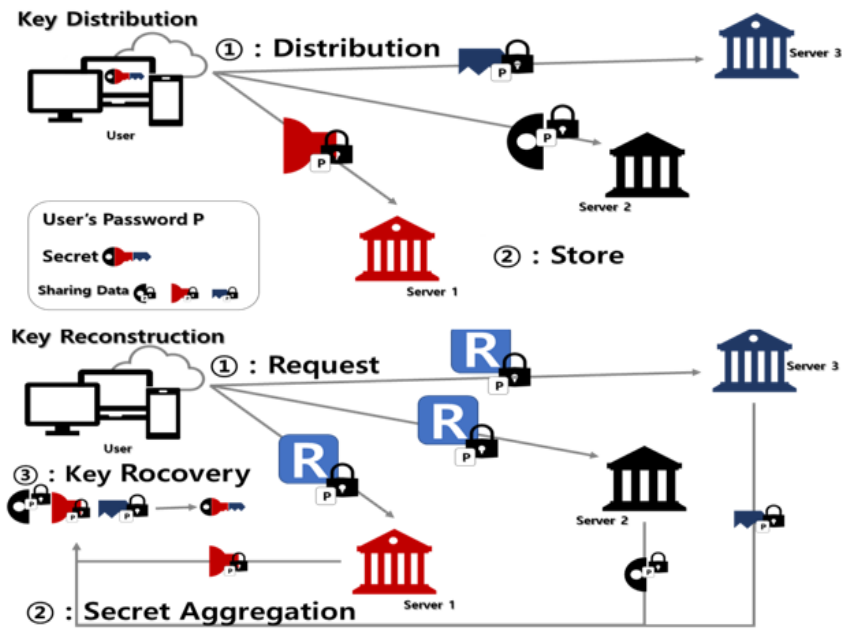 Key Distribution
① : Distribution
P
Server 3
P
User
P
Server 2
User's Password P
Secret
② : Store
Sharing Data
Server 1
Key Reconstruction
① : Request
R
P
Server 3
R
P
User
R
P
③ : Key Rocovery
P
P
P
Server 2
P
P
P
Server 1
② : Secret Aggregation